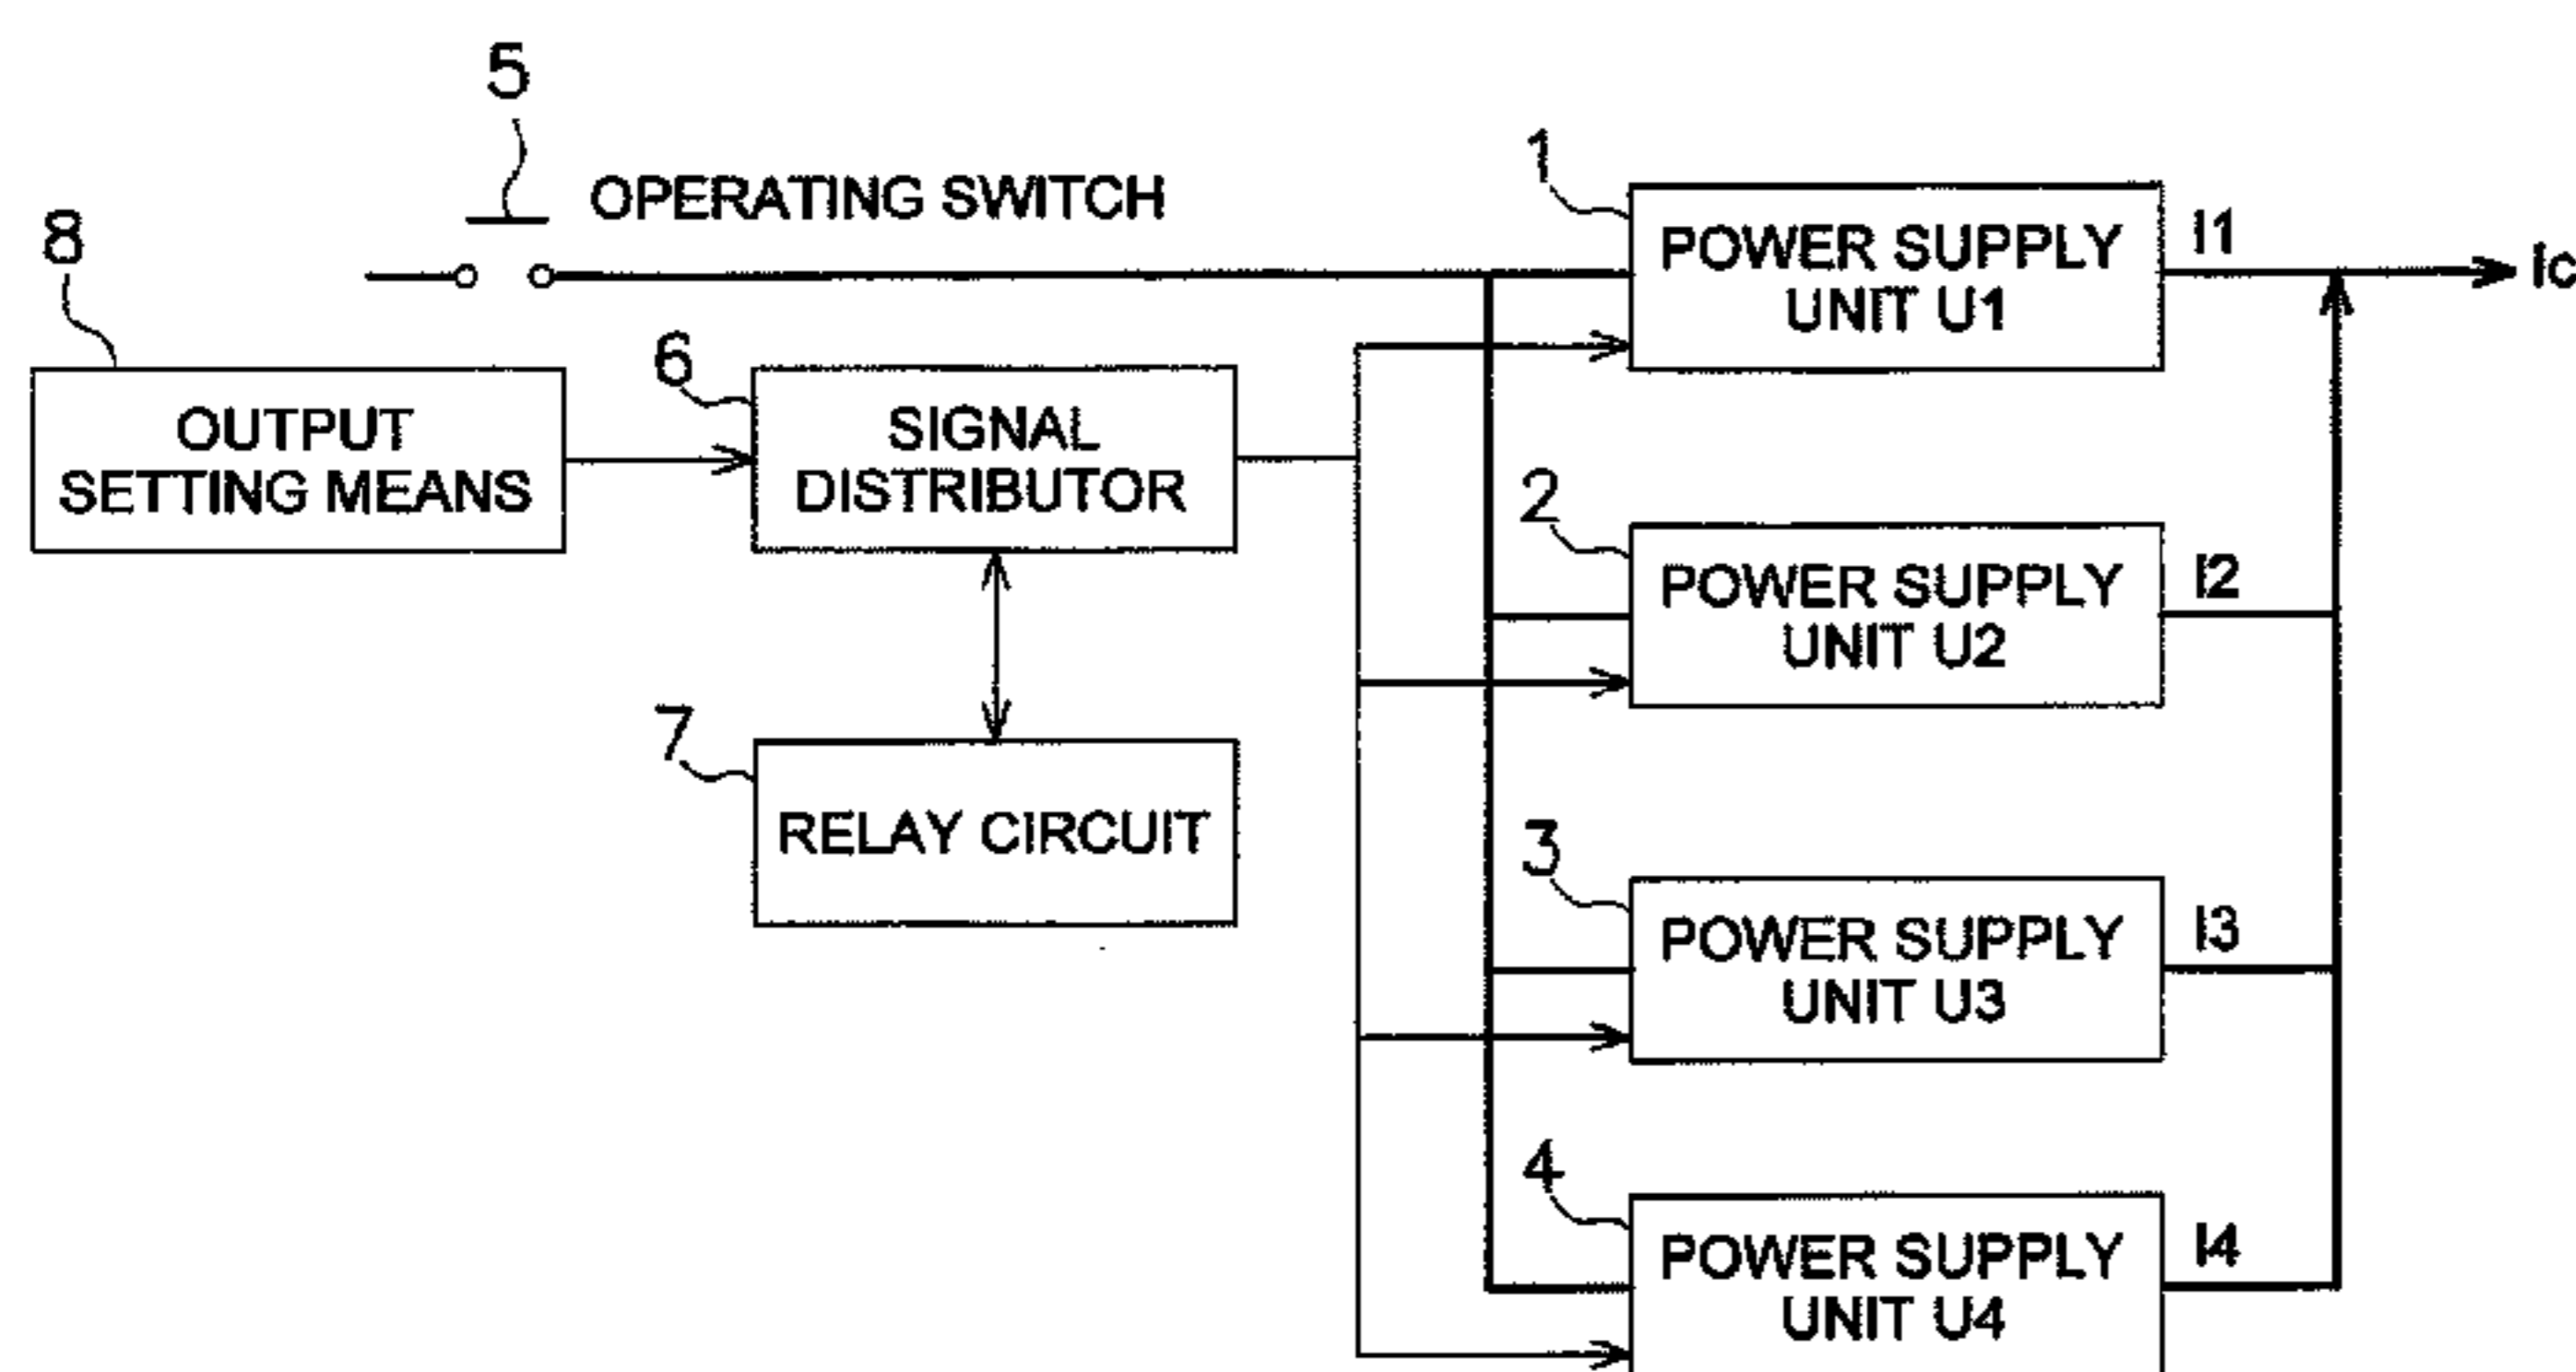 5
OPERATING SWITCH
8
OUTPUT
SETTING MEANS
6
SIGNAL
DISTRIBUTOR
7
RELAY CIRCUIT
1
POWER SUPPLY
UNIT U1
I1
Ic
2
POWER SUPPLY
UNIT U2
I2
3
POWER SUPPLY
UNIT U3
I3
4
POWER SUPPLY
UNIT U4
I4